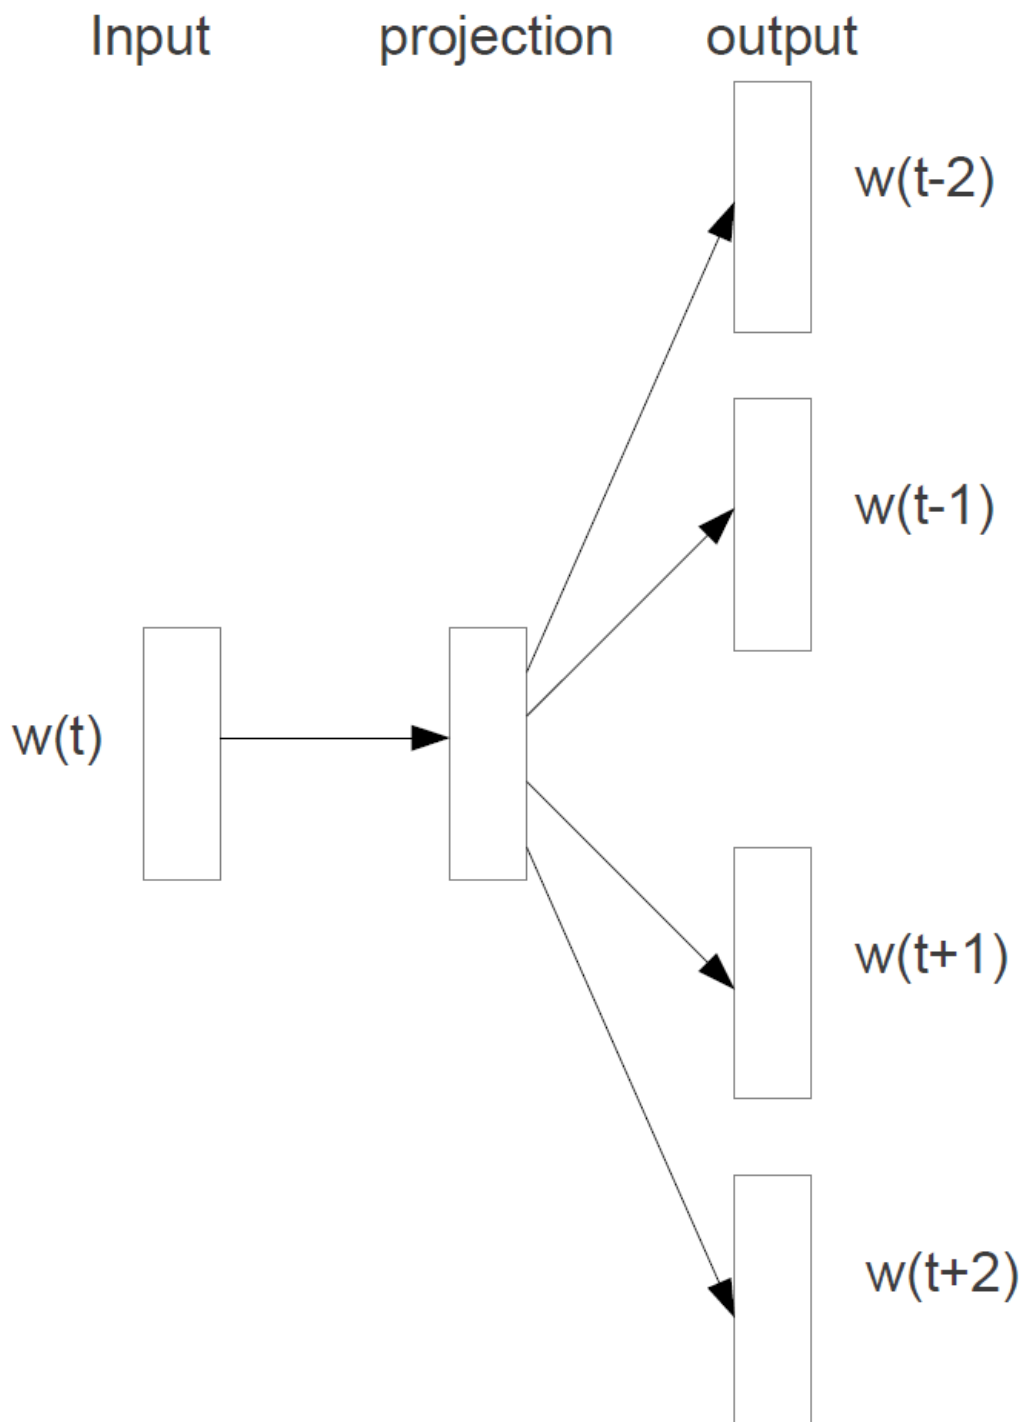 Input projection output
w(t-2)
w(t-1)
w(t)
w(t+1)
w(t+2)